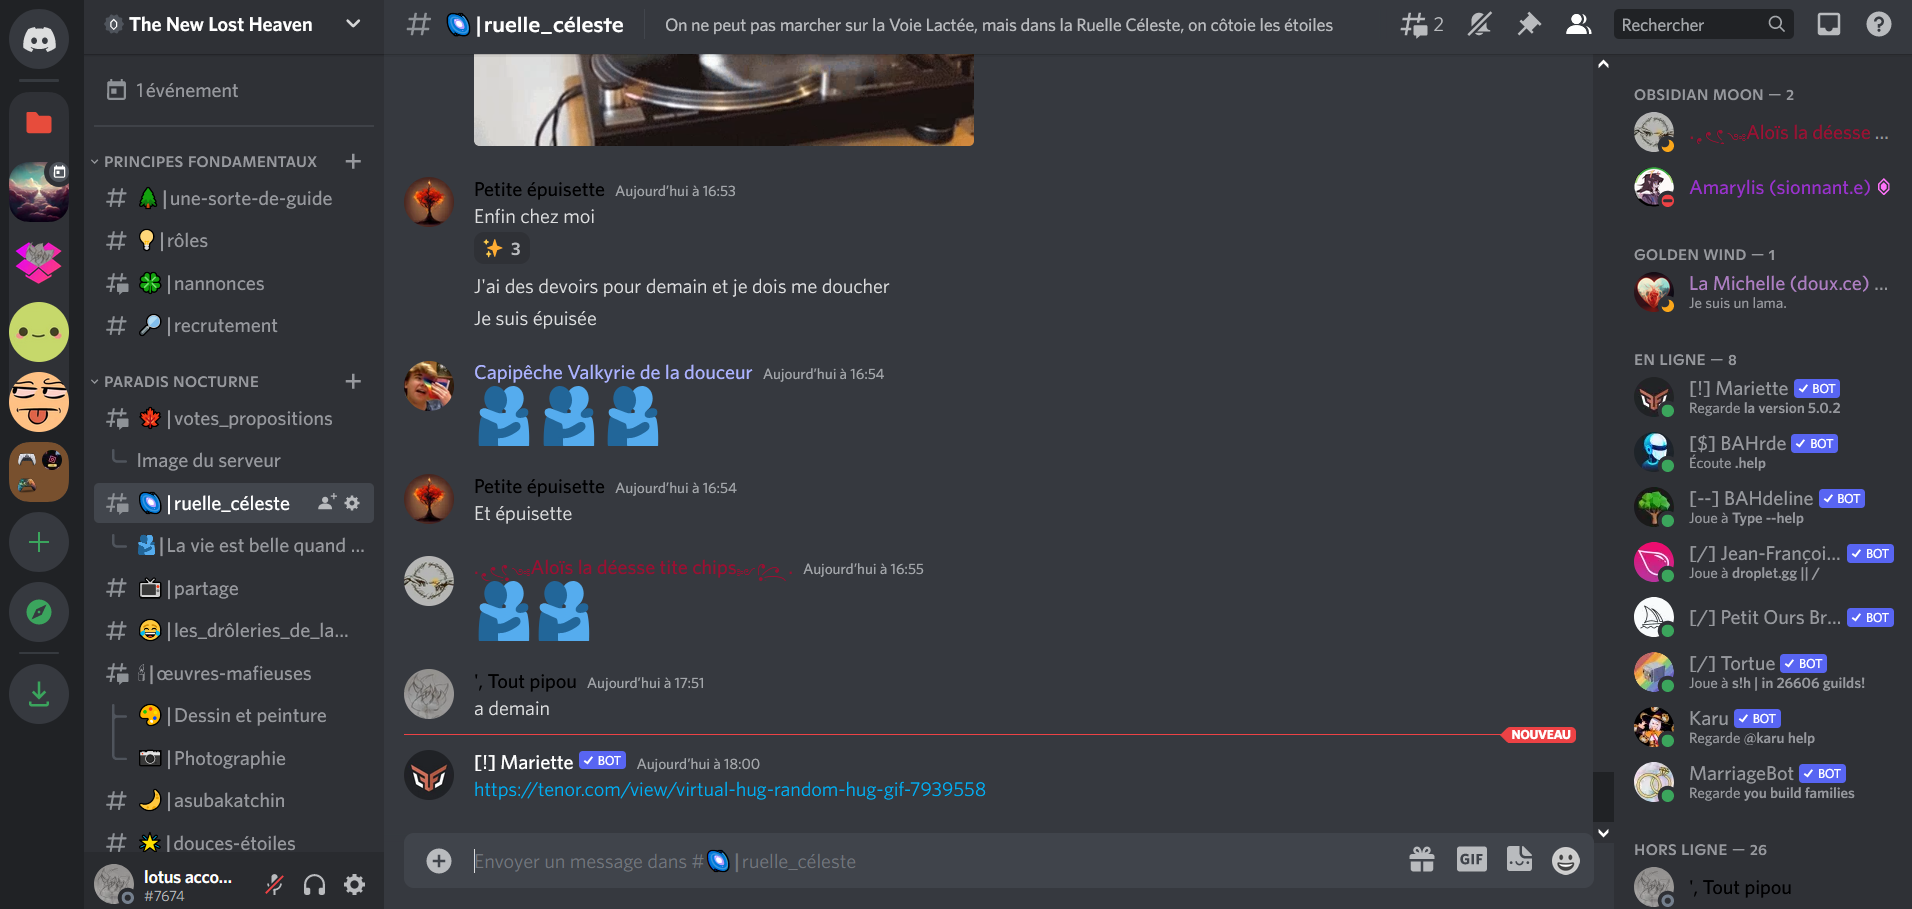 The New Lost Heaven
1 événement
PRINCIPES FONDAMENTAUX
|une-sorte-de-guide
|rôles
|nannonces
|recrutement
PARADIS NOCTURNE
|votes_propositions
Image du serveur
|ruelle_céleste
|La vie est belle quand ...
|partage
|les_drôleries_de_la...
|œuvres-mafieuses
|Dessin et peinture
|Photographie
|asubakatchin
|douces-étoiles
lotus acco...
#7674
|ruelle_céleste
On ne peut pas marcher sur la Voie Lactée, mais dans la Ruelle Céleste, on côtoie les étoiles
2
Rechercher
Petite épuisette Aujourd'hui à 16:53
Enfin chez moi
✨ 3
J'ai des devoirs pour demain et je dois me doucher
Je suis épuisée
Capipêche Valkyrie de la douceur Aujourd'hui à 16:54
Petite épuisette Aujourd'hui à 16:54
Et épuisette
Aloïs la déesse tite chips Aujourd'hui à 16:55
', Tout pipou Aujourd'hui à 17:51
a demain
NOUVEAU
[!] Mariette BOT Aujourd'hui à 18:00
https://tenor.com/view/virtual-hug-random-hug-gif-7939558
Envoyer un message dans # |ruelle_céleste
GIF
OBSIDIAN MOON — 2
Aloïs la déesse ...
Amarylis (sionnant.e)
GOLDEN WIND — 1
La Michelle (doux.ce) ...
Je suis un lama.
EN LIGNE — 8
[!] Mariette BOT
Regarde la version 5.0.2
[$] BAHrde BOT
Écoute .help
[--] BAHdeline BOT
Joue à Type --help
[/] Jean-Françoi... BOT
Joue à droplet.gg || /
[/] Petit Ours Br... BOT
[/] Tortue BOT
Joue à s!h | in 26606 guilds!
Karu BOT
Regarde @karu help
MarriageBot BOT
Regarde you build families
HORS LIGNE — 26
', Tout pipou